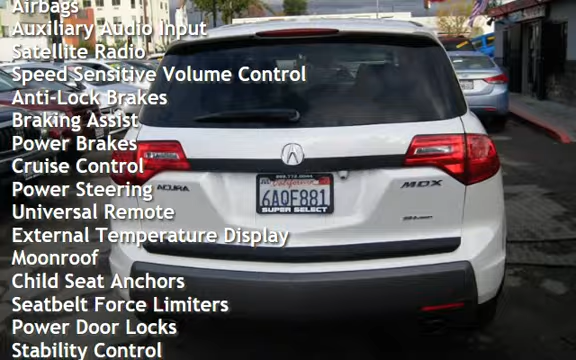 Airbags
Auxiliary Audio Input
Satellite Radio
Speed Sensitive Volume Control
Anti-Lock Brakes
Braking Assist
Power Brakes
Cruise Control
Power Steering
Universal Remote
External Temperature Display
Moonroof
Child Seat Anchors
Seatbelt Force Limiters
Power Door Locks
Stability Control
ACURA
MDX
California
6AQF881
SUPER SELECT